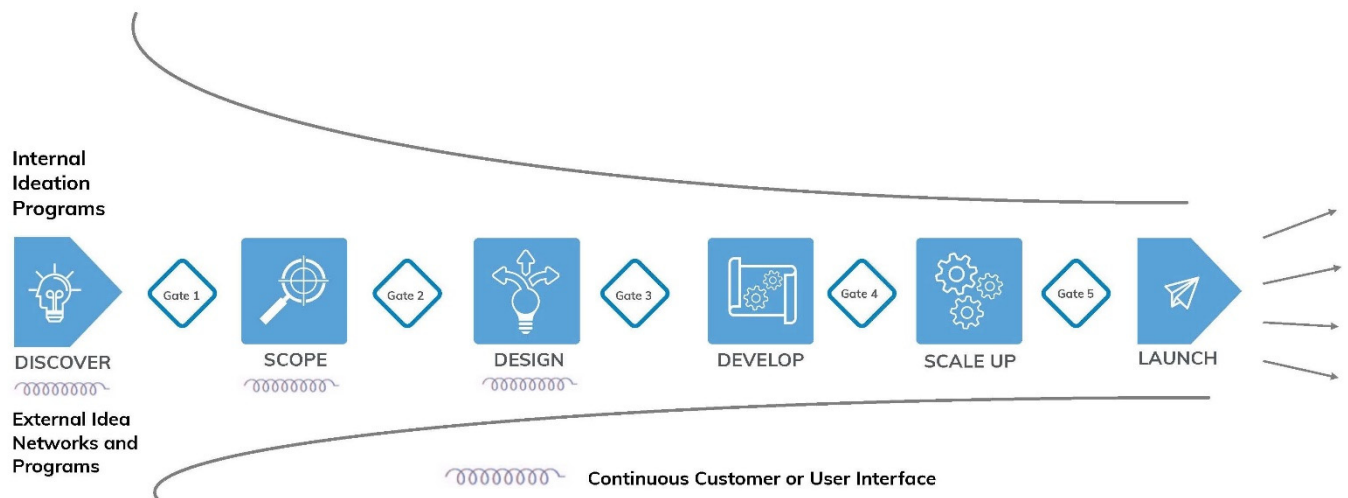 Internal
Ideation
Programs
Gate 1
Gate 2
Gate 3
Gate 4
Gate 5
DISCOVER
SCOPE
DESIGN
DEVELOP
SCALE UP
LAUNCH
External Idea
Networks and
Programs
Continuous Customer or User Interface